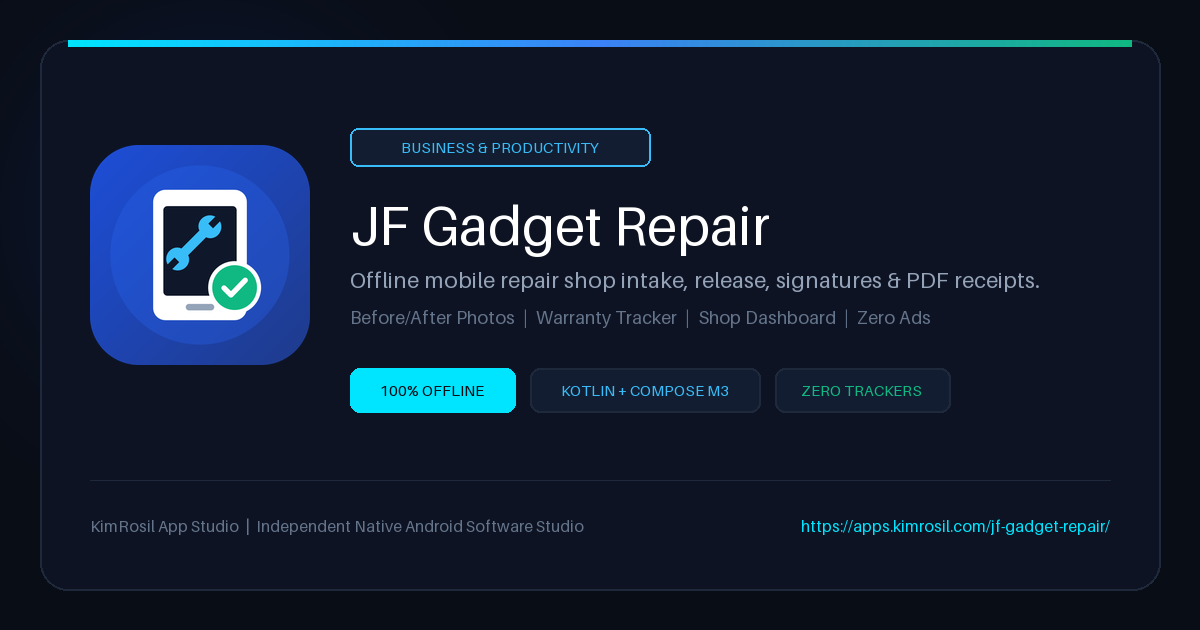 BUSINESS & PRODUCTIVITY
JF Gadget Repair
Offline mobile repair shop intake, release, signatures & PDF receipts.
Before/After Photos | Warranty Tracker | Shop Dashboard | Zero Ads
100% OFFLINE
KOTLIN + COMPOSE M3
ZERO TRACKERS
KimRosil App Studio | Independent Native Android Software Studio
https://apps.kimrosil.com/jf-gadget-repair/